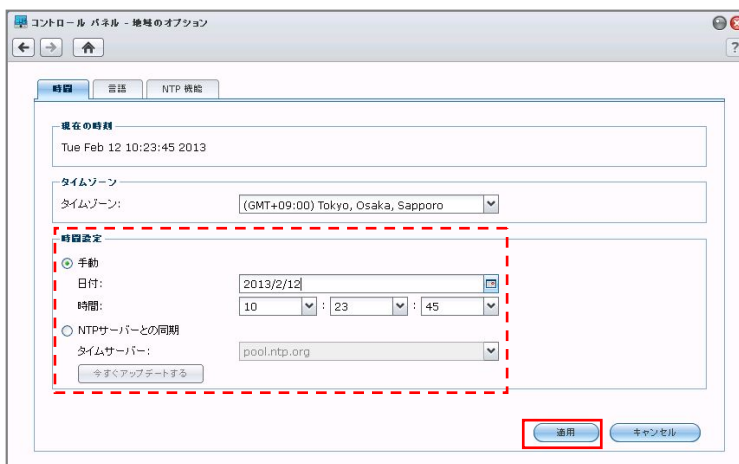 コントロール パネル - 地域のオプション
?
時間 言語 NTP 機能
現在の時刻
Tue Feb 12 10:23:45 2013
タイムゾーン
タイムゾーン: (GMT+09:00) Tokyo, Osaka, Sapporo
時間設定
手動
日付: 2013/2/12
時間: 10 : 23 : 45
NTPサーバーとの同期
タイムサーバー: pool.ntp.org
今すぐアップデートする
適用 キャンセル